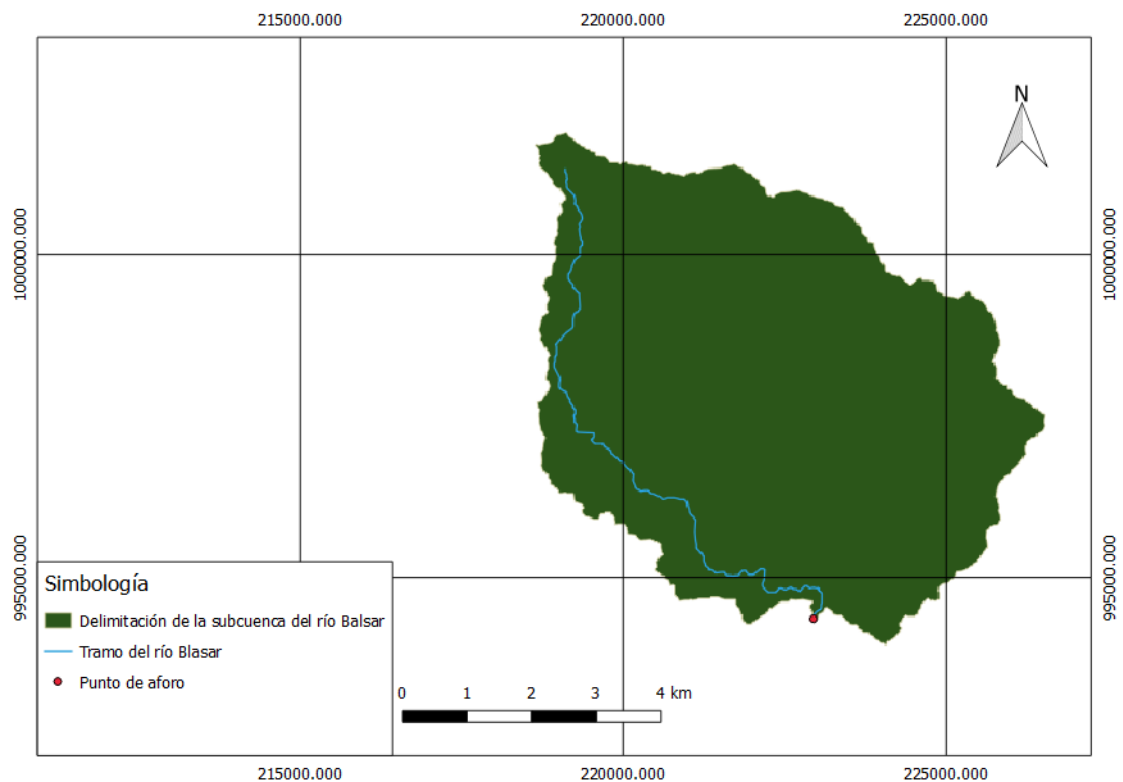 215000.000 220000.000 225000.000
N
1000000.000 1000000.000
995000.000 995000.000
Simbología
Delimitación de la subcuenca del río Balsar
Tramo del río Blasar
Punto de aforo
0 1 2 3 4 km
215000.000 220000.000 225000.000